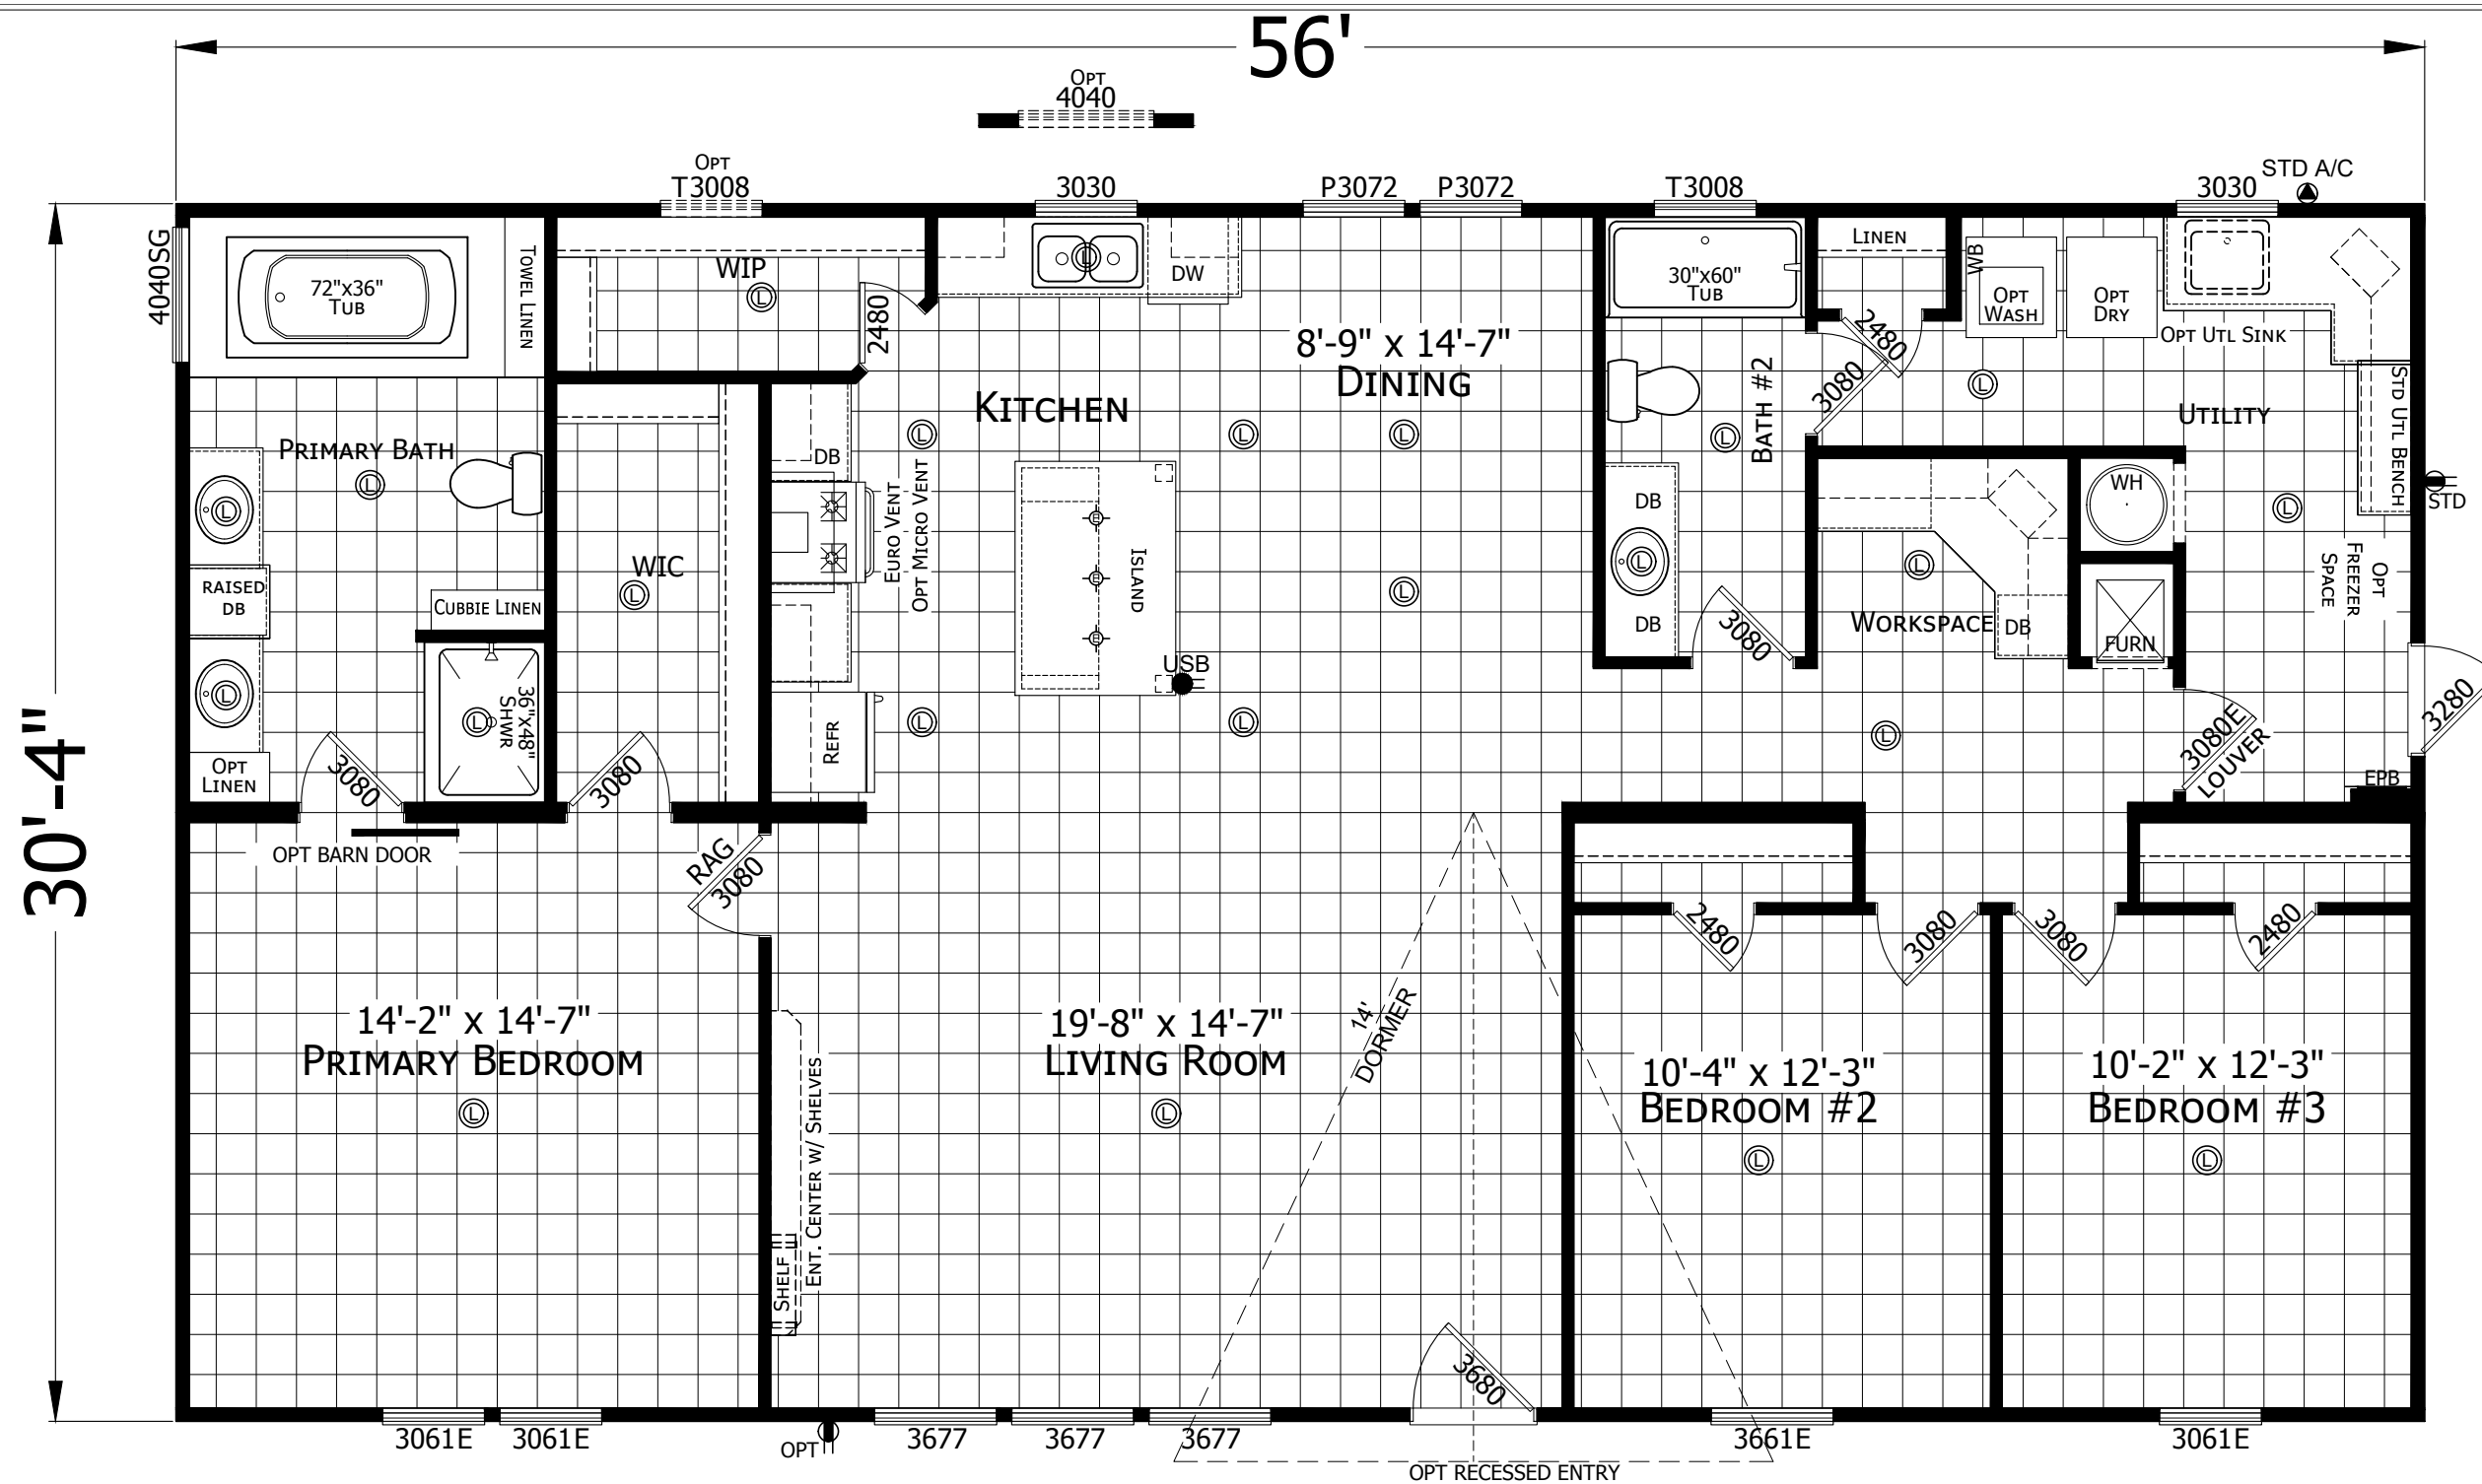 56'
OPT
4040
OPT
T3008
3030
P3072
P3072
T3008
3030
STD A/C
4040SG
72"x36"
TUB
TOWEL LINEN
WIP
2480
L
DW
8'-9" x 14'-7"
DINING
KITCHEN
30"x60"
TUB
LINEN
2480
3080
WB
OPT
WASH
OPT
DRY
OPT UTL SINK
UTILITY
STD UTL BENCH
STD
PRIMARY BATH
L
L
RAISED
DB
L
CUBBIE LINEN
36"x48"
SHWR
L
OPT
LINEN
3080
OPT BARN DOOR
WIC
L
3080
DB
EURO VENT
OPT MICRO VENT
ISLAND
USB
REFR
L
L
L
L
L
L
BATH #2
L
DB
L
DB
3080
L
WORKSPACE
DB
WH
FURN
L
L
OPT
FREEZER
SPACE
L
3280
3080E
LOUVER
EPB
30'-4"
RAG
3080
14'-2" x 14'-7"
PRIMARY BEDROOM
L
ENT. CENTER W/ SHELVES
SHELF
19'-8" x 14'-7"
LIVING ROOM
L
14'
DORMER
3680
2480
3080
3080
2480
10'-4" x 12'-3"
BEDROOM #2
L
10'-2" x 12'-3"
BEDROOM #3
L
3061E
3061E
OPT
3677
3677
3677
3661E
3061E
OPT RECESSED ENTRY